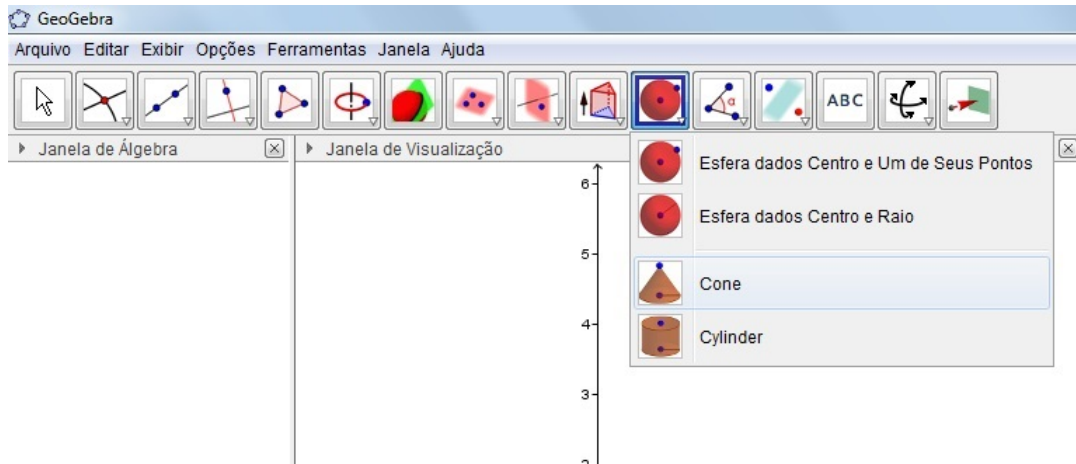 GeoGebra
Arquivo Editar Exibir Opções Ferramentas Janela Ajuda
α
ABC
Janela de Álgebra
Janela de Visualização
Esfera dados Centro e Um de Seus Pontos
Esfera dados Centro e Raio
Cone
Cylinder
6
5
4
3